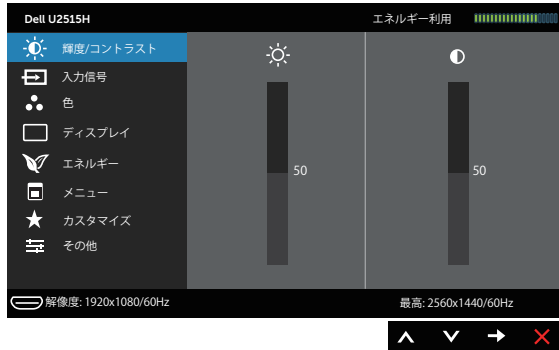 Dell U2515H
エネルギー利用
輝度/コントラスト
入力信号
色
ディスプレイ
エネルギー
メニュー
カスタマイズ
その他
50
50
解像度: 1920x1080/60Hz
最高: 2560x1440/60Hz